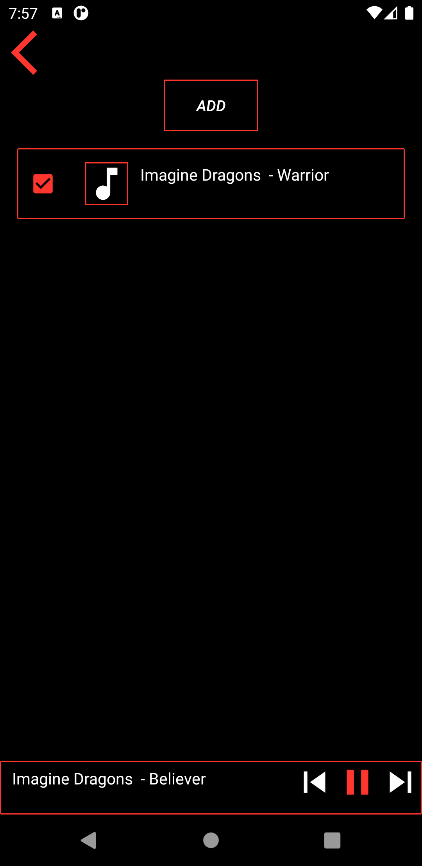 7:57
ADD
Imagine Dragons - Warrior
Imagine Dragons - Believer